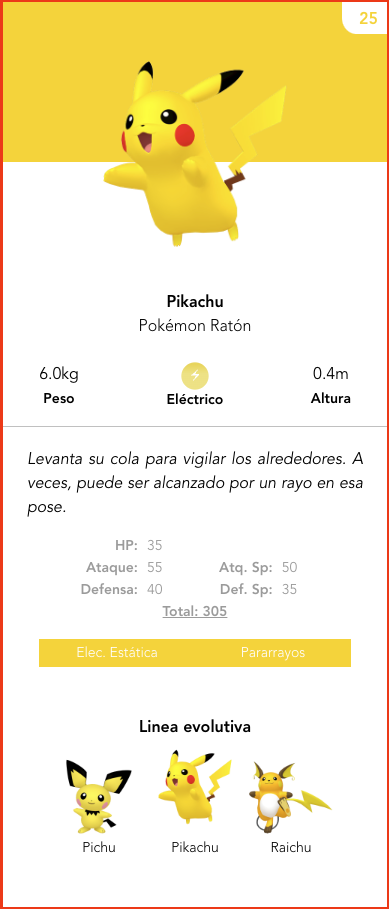 25
Pikachu
Pokémon Ratón
6.0kg 0.4m
Peso Eléctrico Altura
Levanta su cola para vigilar los alrededores. A
veces, puede ser alcanzado por un rayo en esa
pose.
HP: 35
Ataque: 55 Atq. Sp: 50
Defensa: 40 Def. Sp: 35
Total: 305
Elec. Estática Pararrayos
Linea evolutiva
Pichu Pikachu Raichu